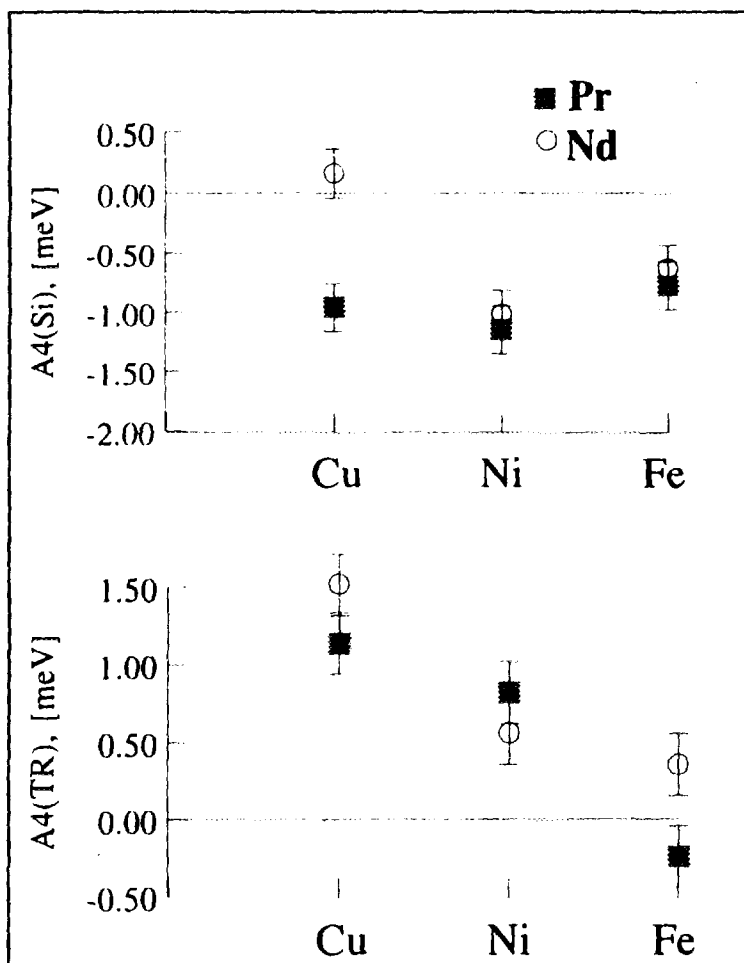 Pr
Nd
A4(Si), [meV]
0.50
0.00
-0.50
-1.00
-1.50
-2.00
Cu Ni Fe
A4(TR), [meV]
1.50
1.00
0.50
0.00
-0.50
Cu Ni Fe